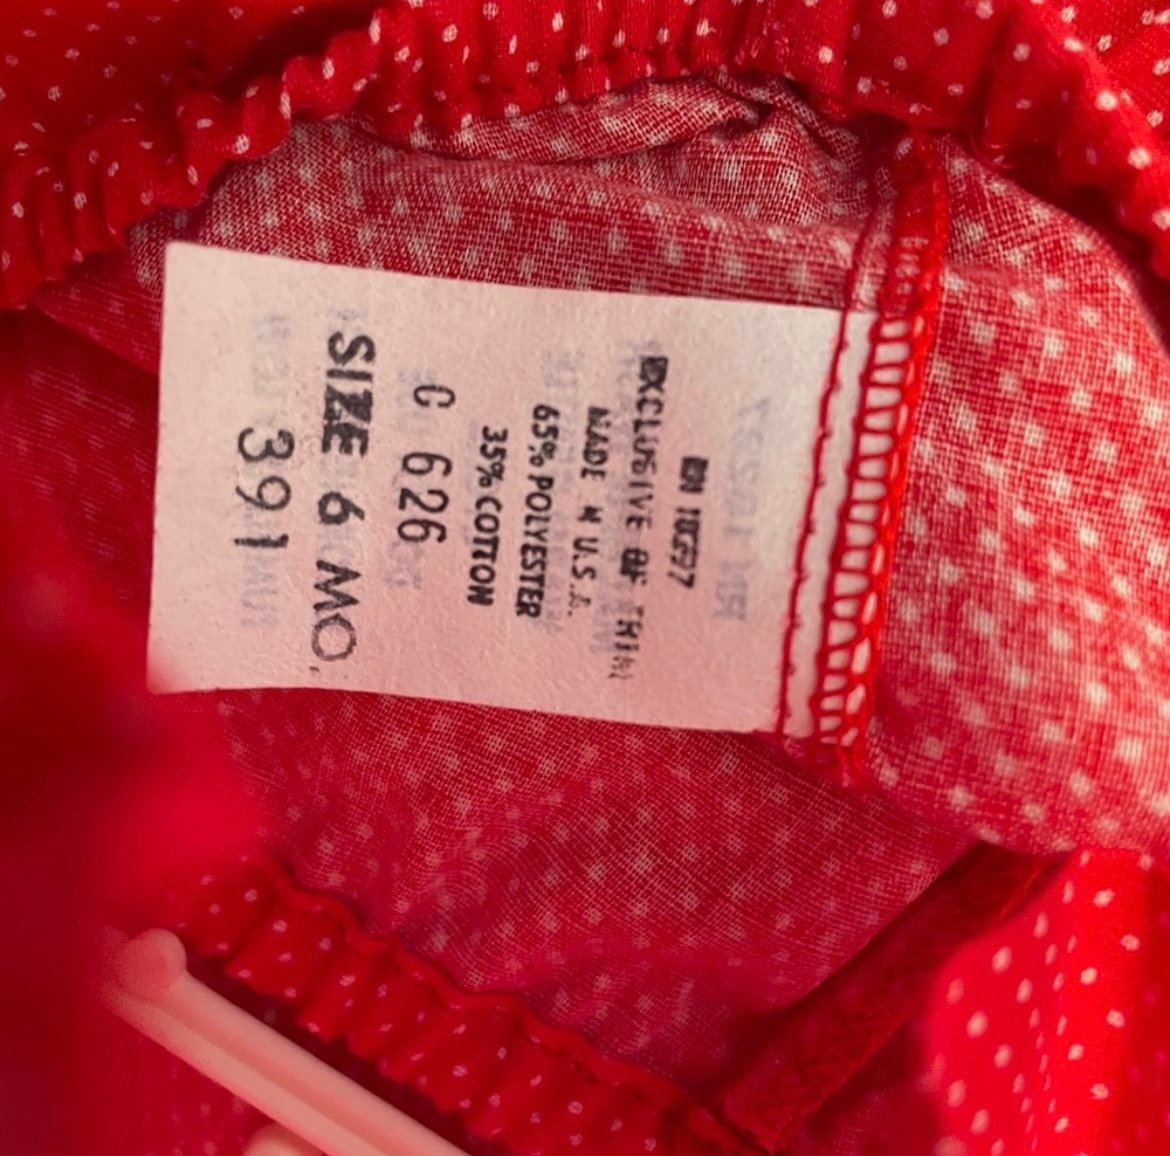 EXCLUSIVE OF TRIM
MADE IN U.S.A.
65% POLYESTER
35% COTTON
C 626
SIZE 6 MO.
391